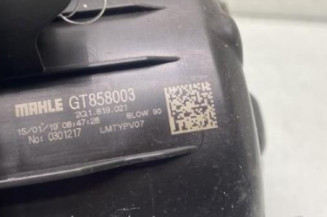 MAHLE GT858003
2Q1.819.021
BLOW 90
15/01/19 08:47:28
LMTYPV07
No: 0301217